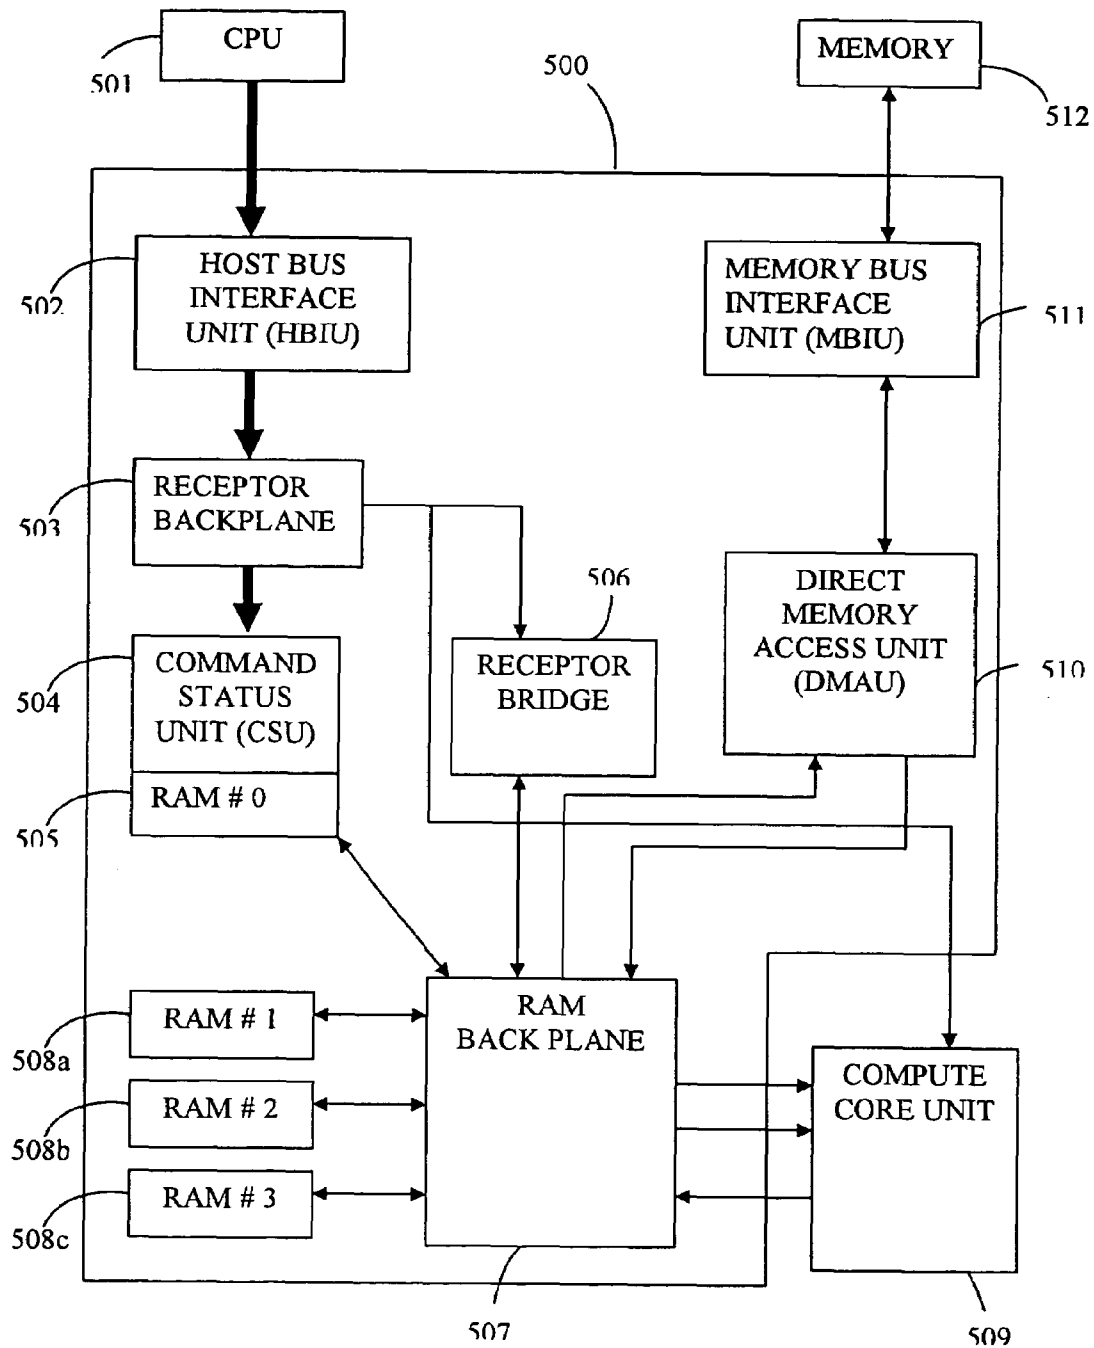 CPU
501
500
MEMORY
512
HOST BUS
INTERFACE
UNIT (HBIU)
502
MEMORY BUS
INTERFACE
UNIT (MBIU)
511
RECEPTOR
BACKPLANE
503
506
DIRECT
MEMORY
ACCESS UNIT
(DMAU)
510
COMMAND
STATUS
UNIT (CSU)
504
RECEPTOR
BRIDGE
RAM # 0
505
RAM # 1
508a
RAM
BACK PLANE
COMPUTE
CORE UNIT
RAM # 2
508b
RAM # 3
508c
507
509